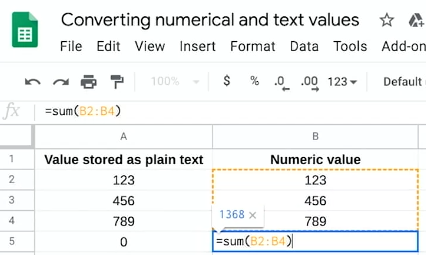 Converting numerical and text values
File Edit View Insert Format Data Tools Add-on
100% $ % .0 .00 123 Default
fx =sum(B2:B4)
A B
1 Value stored as plain text Numeric value
2 123 123
3 456 456
1368 ×
4 789 789
5 0 =sum(B2:B4)